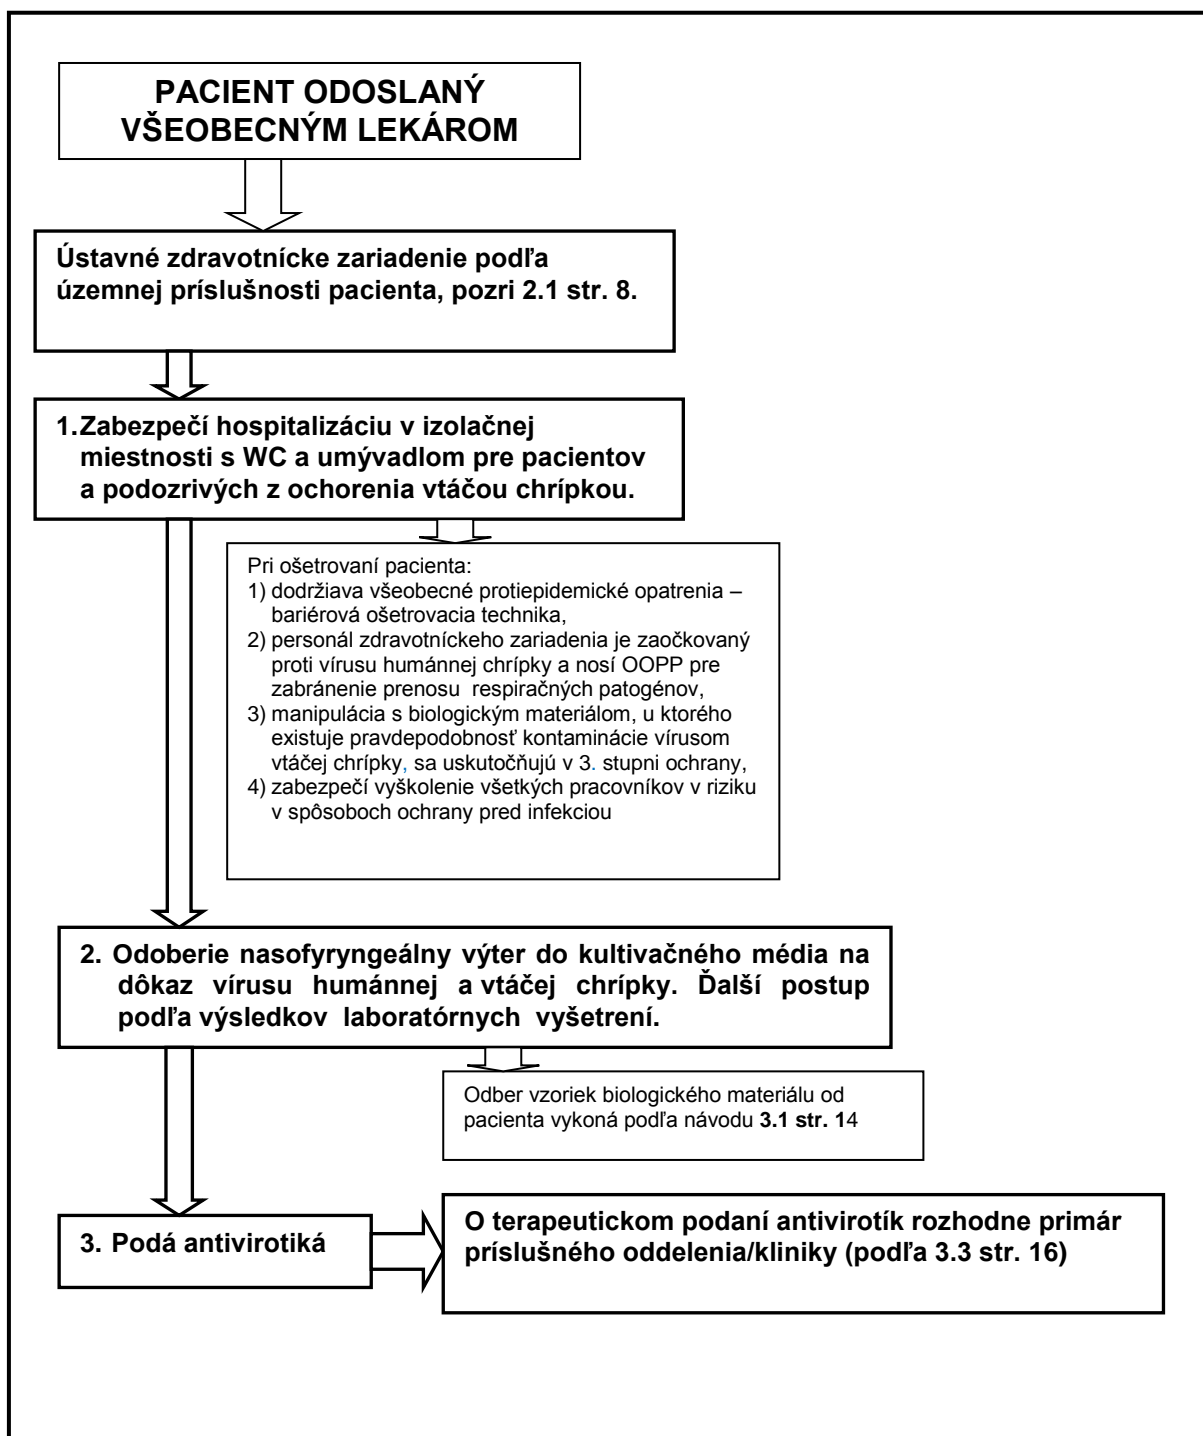 PACIENT ODOSLANÝ
VŠEOBECNÝM LEKÁROM
Ústavné zdravotnícke zariadenie podľa
územnej príslušnosti pacienta, pozri 2.1 str. 8.
1.Zabezpečí hospitalizáciu v izolačnej
miestnosti s WC a umývadlom pre pacientov
a podozrivých z ochorenia vtáčou chrípkou.
Pri ošetrovaní pacienta:
1) dodržiava všeobecné protiepidemické opatrenia –
bariérová ošetrovacia technika,
2) personál zdravotníckeho zariadenia je zaočkovaný
proti vírusu humánnej chrípky a nosí OOPP pre
zabránenie prenosu respiračných patogénov,
3) manipulácia s biologickým materiálom, u ktorého
existuje pravdepodobnosť kontaminácie vírusom
vtáčej chrípky, sa uskutočňujú v 3. stupni ochrany,
4) zabezpečí vyškolenie všetkých pracovníkov v riziku
v spôsoboch ochrany pred infekciou
2. Odoberie nasofyryngeálny výter do kultivačného média na
dôkaz vírusu humánnej a vtáčej chrípky. Ďalší postup
podľa výsledkov laboratórnych vyšetrení.
Odber vzoriek biologického materiálu od
pacienta vykoná podľa návodu 3.1 str. 14
3. Podá antivirotiká
O terapeutickom podaní antivirotík rozhodne primár
príslušného oddelenia/kliniky (podľa 3.3 str. 16)